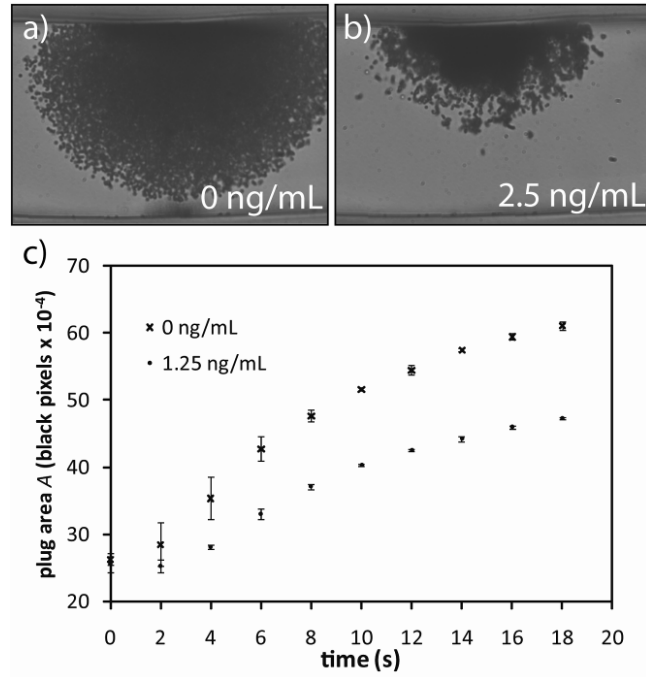 a)
b)
0 ng/mL
2.5 ng/mL
c)
70
60
50
40
30
20
plug area A (black pixels x 10⁻⁴)
0 ng/mL
1.25 ng/mL
0 2 4 6 8 10 12 14 16 18 20
time (s)